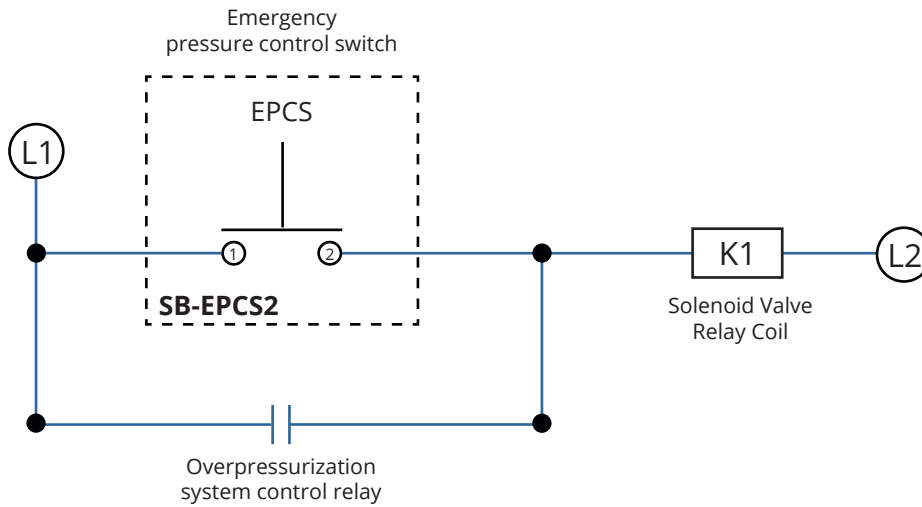 Emergency
pressure control switch
EPCS
L1
1
2
SB-EPCS2
K1
L2
Solenoid Valve
Relay Coil
Overpressurization
system control relay